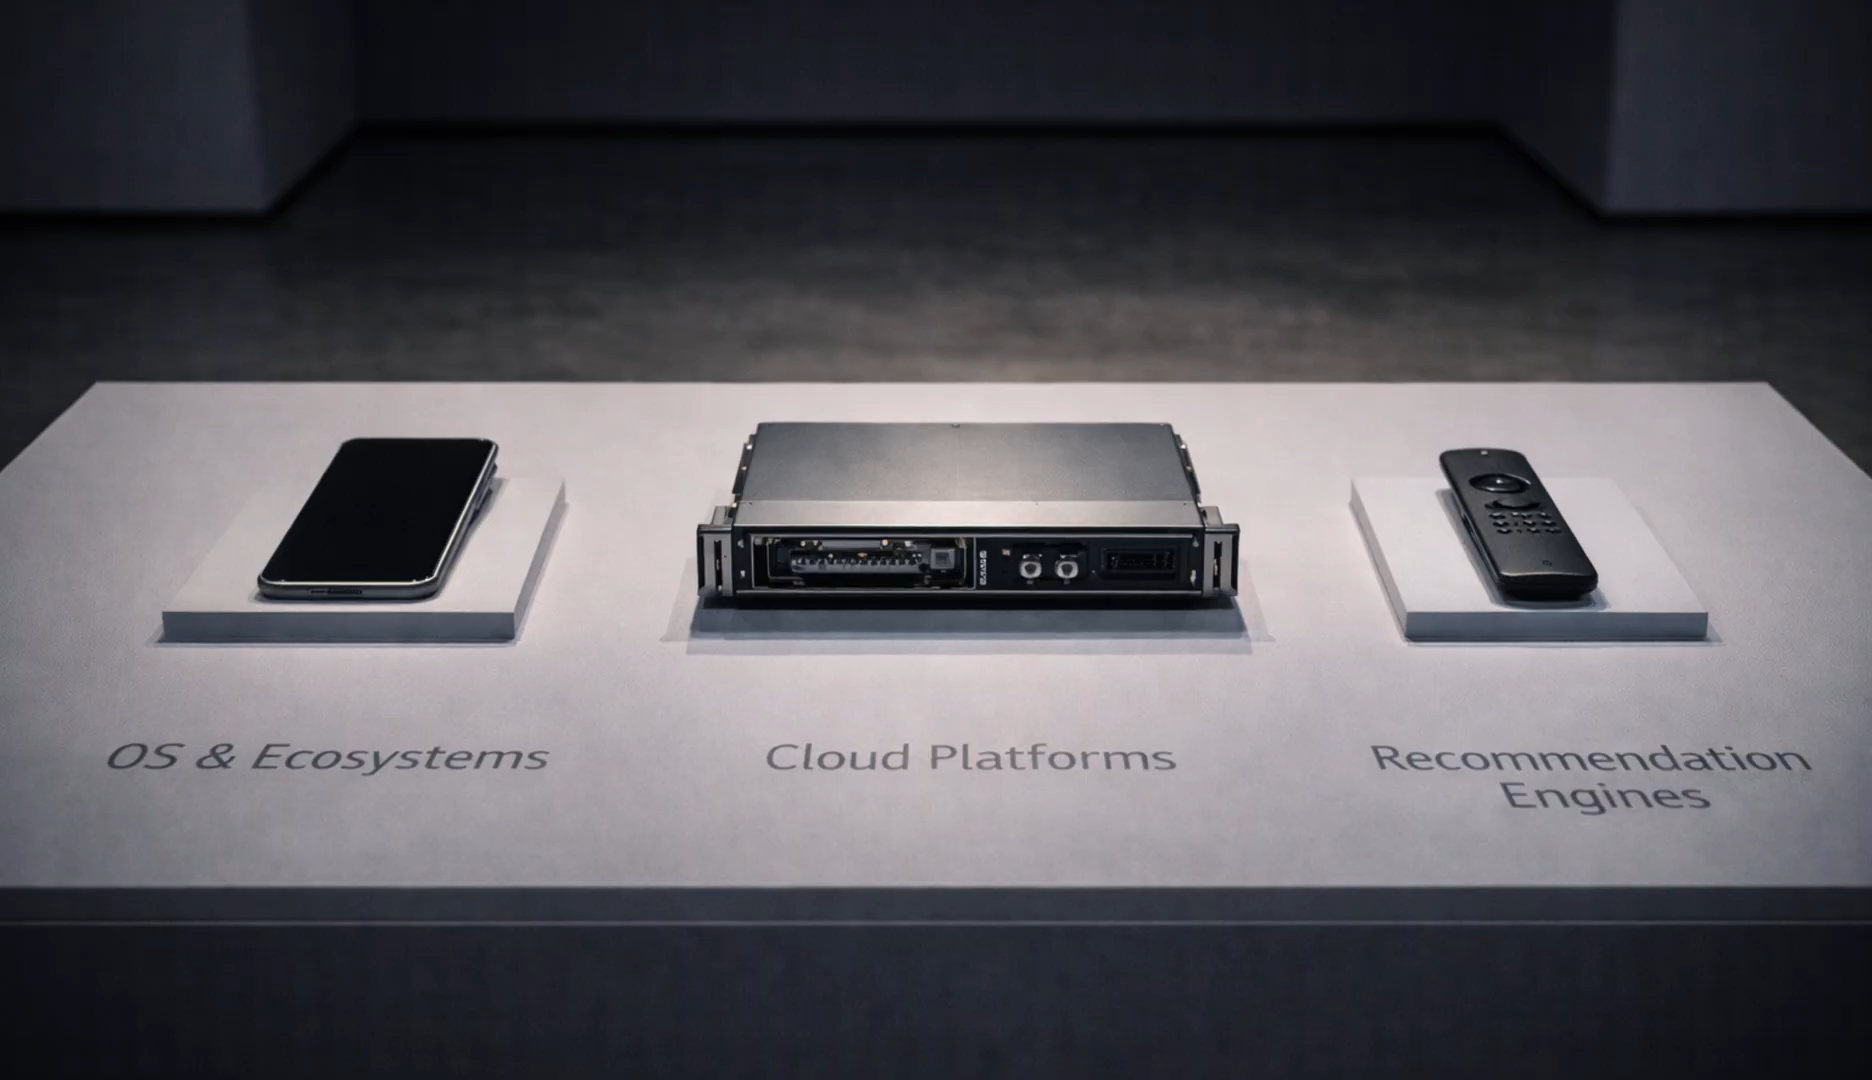 OS & Ecosystems
Cloud Platforms
Recommendation
Engines